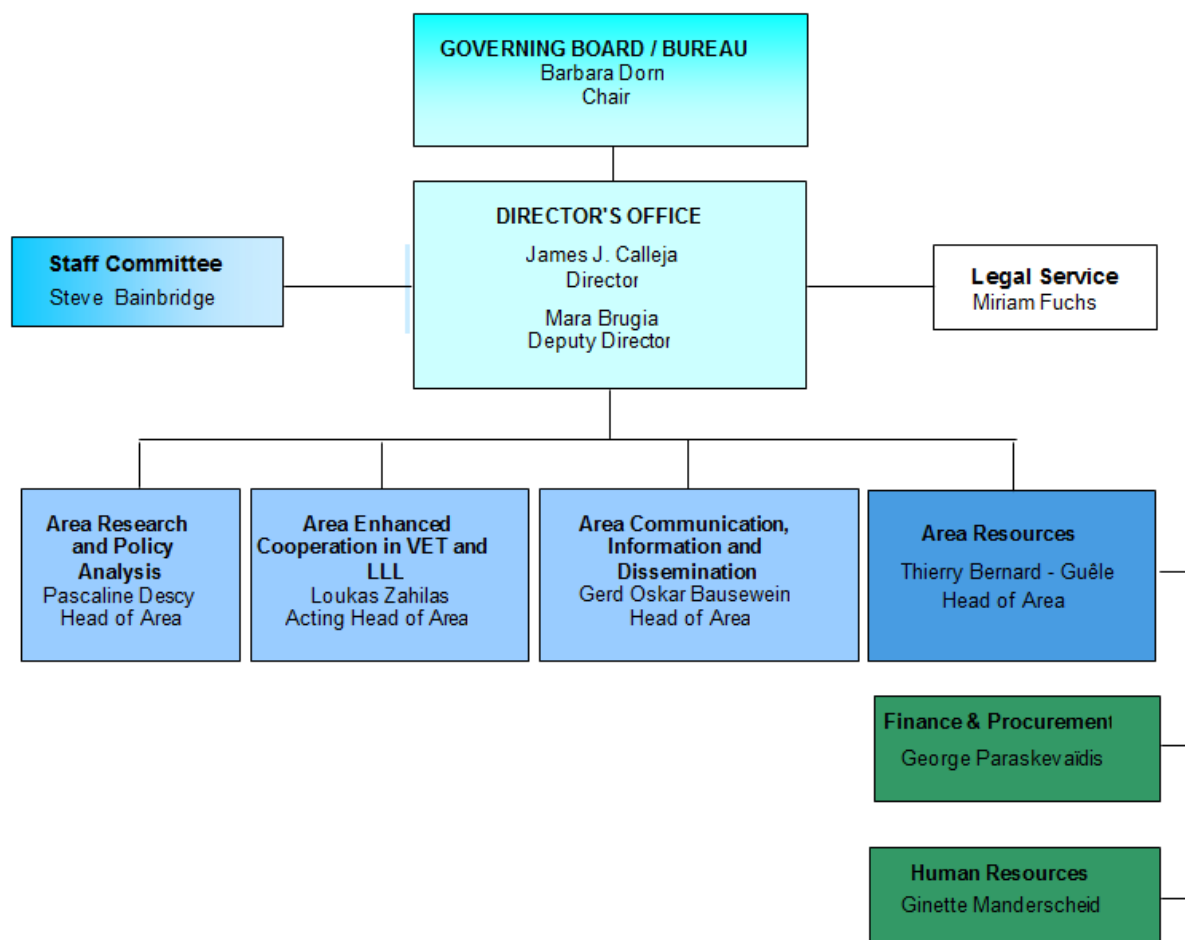 GOVERNING BOARD / BUREAU
Barbara Dorn
Chair
DIRECTOR'S OFFICE
James J. Calleja
Director
Mara Brugia
Deputy Director
Staff Committee
Steve Bainbridge
Legal Service
Miriam Fuchs
Area Research
and Policy
Analysis
Pascaline Descy
Head of Area
Area Enhanced
Cooperation in VET and
LLL
Loukas Zahilas
Acting Head of Area
Area Communication,
Information and
Dissemination
Gerd Oskar Bausewein
Head of Area
Area Resources
Thierry Bernard - Guêle
Head of Area
Finance & Procurement
George Paraskevaïdis
Human Resources
Ginette Manderscheid